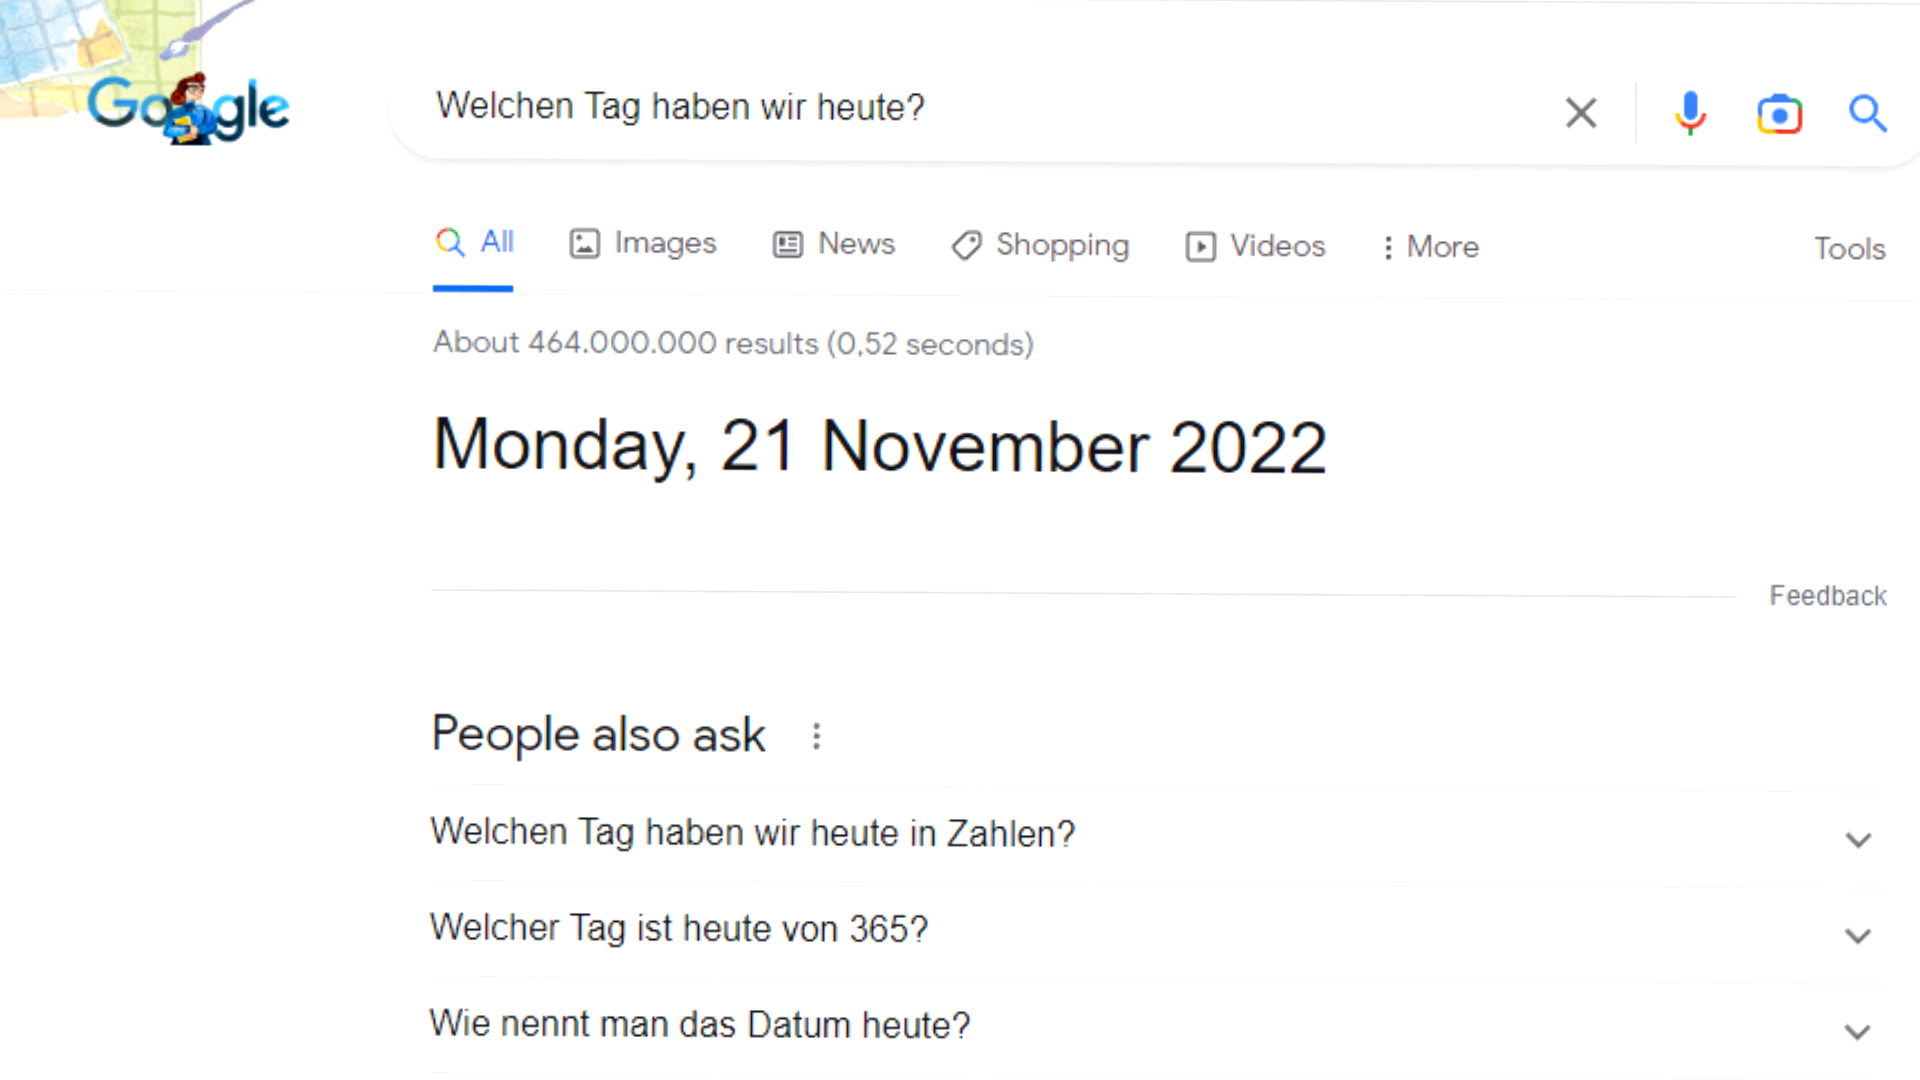 Google
Welchen Tag haben wir heute?
All Images News Shopping Videos More Tools
About 464.000.000 results (0,52 seconds)
Monday, 21 November 2022
Feedback
People also ask
Welchen Tag haben wir heute in Zahlen?
Welcher Tag ist heute von 365?
Wie nennt man das Datum heute?